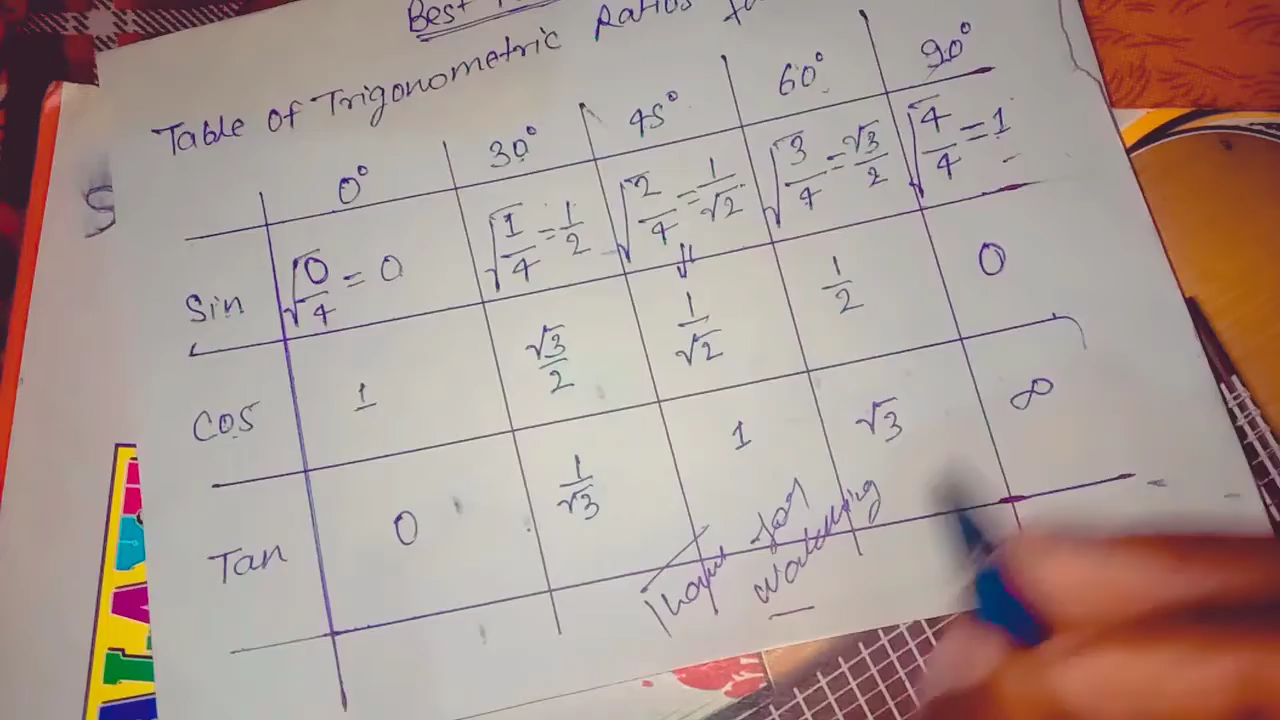 Best
Table of Trigonometric Ratios
0° 30° 45° 60° 90°
Sin √0/4 = 0 √1/4 = 1/2 √2/4 = 1/√2 √3/4 = √3/2 √4/4 = 1
Cos 1 √3/2 1/√2 1/2 0
Tan 0 1/√3 1 √3 ∞
for
watching